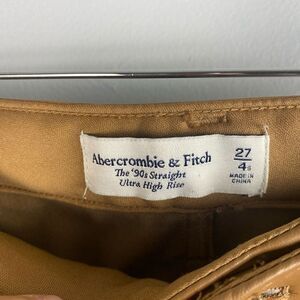 Abercrombie & Fitch
The '90s Straight
Ultra High Rise
27
4s
MADE IN
CHINA